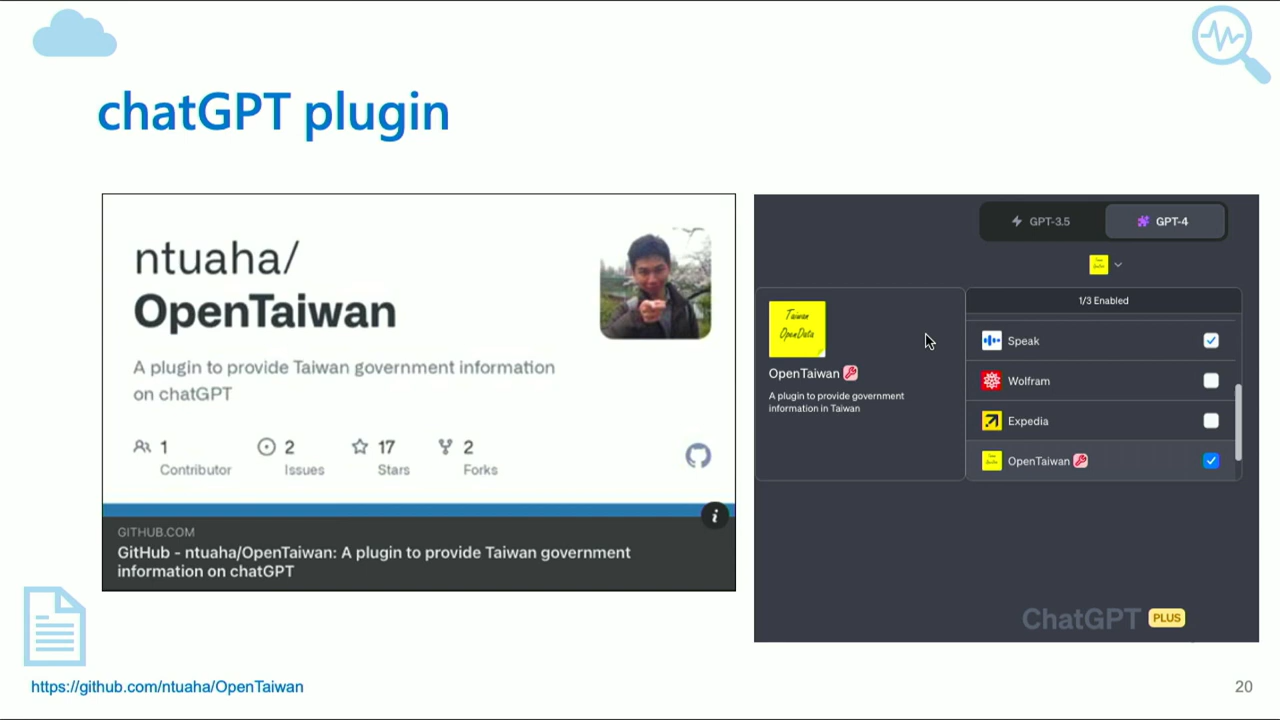 chatGPT plugin
ntuaha/
OpenTaiwan
A plugin to provide Taiwan government information
on chatGPT
1
Contributor
2
Issues
17
Stars
2
Forks
GITHUB.COM
GitHub - ntuaha/OpenTaiwan: A plugin to provide Taiwan government
information on chatGPT
GPT-3.5
GPT-4
1/3 Enabled
Taiwan
OpenData
OpenTaiwan
A plugin to provide government
information in Taiwan
Speak
Wolfram
Expedia
OpenTaiwan
ChatGPT PLUS
https://github.com/ntuaha/OpenTaiwan
20